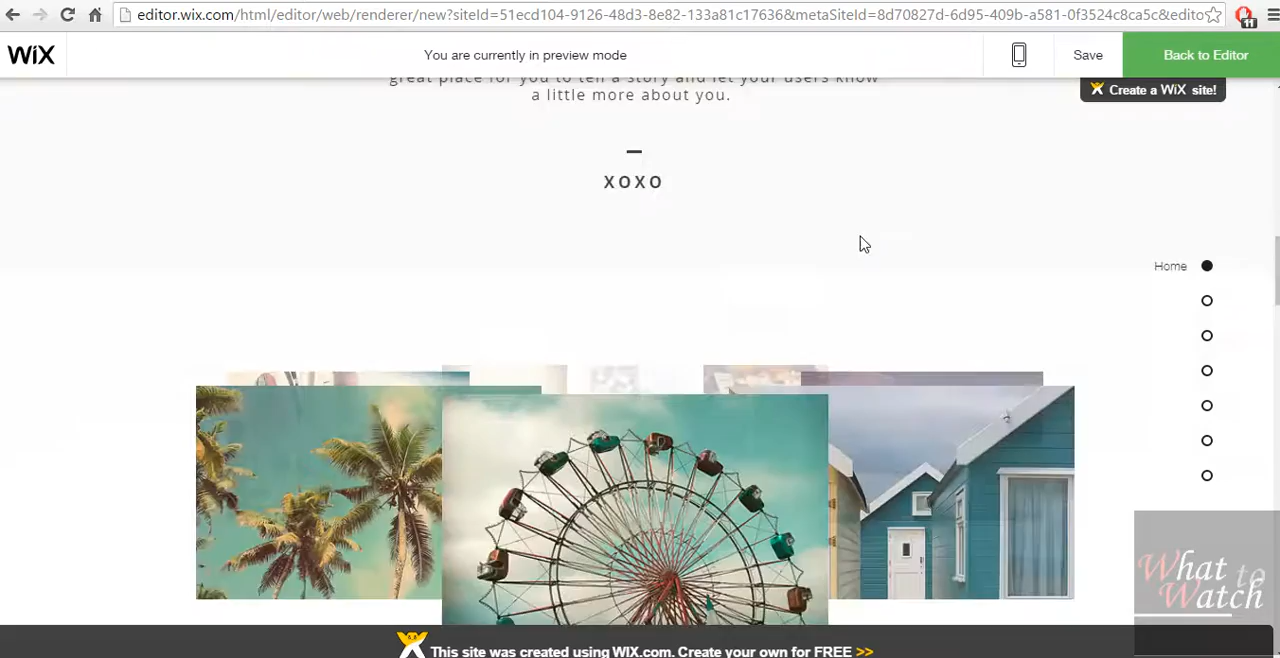 editor.wix.com/html/editor/web/renderer/new?siteId=51ecd104-9126-48d3-8e82-133a81c17636&metaSiteId=8d70827d-6d95-409b-a581-0f3524c8ca5c&edito
11
WiX
You are currently in preview mode
Save
Back to Editor
great place for you to tell a story and let your users know
a little more about you.
Create a WiX site!
XOXO
Home
What to
Watch
This site was created using WIX.com. Create your own for FREE >>